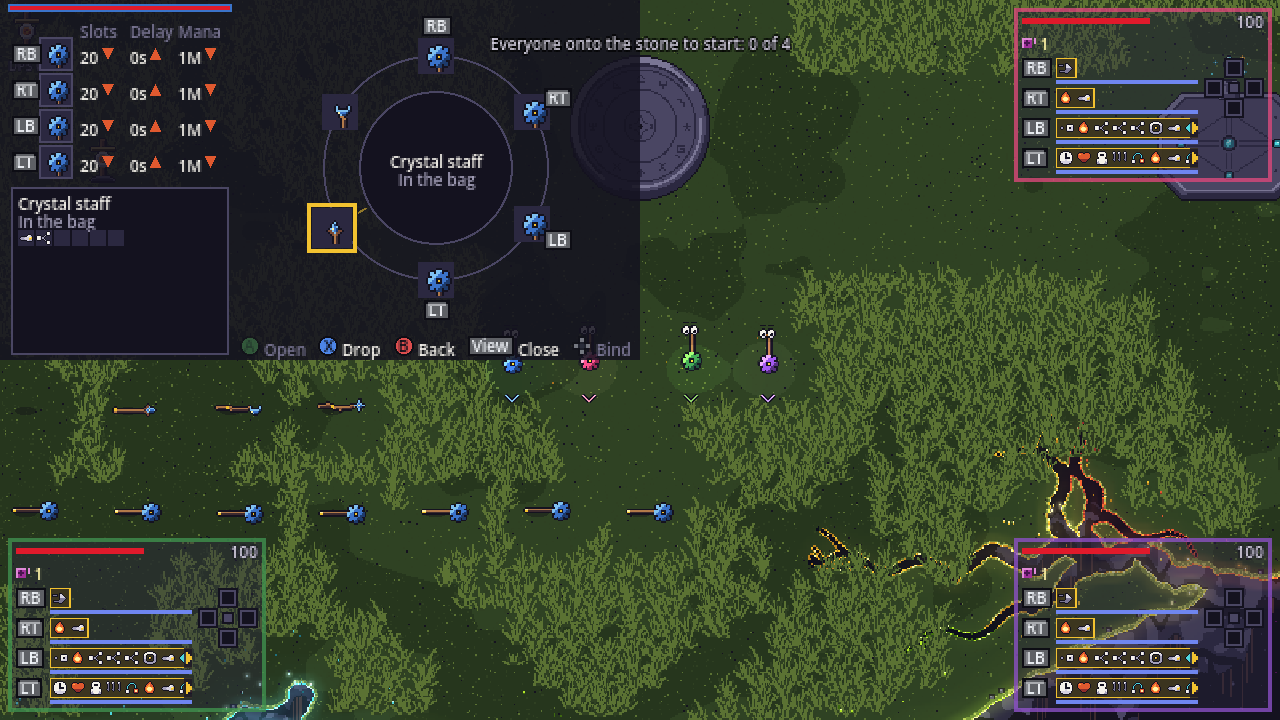 Slots Delay Mana
RB 20 0s 1M
RT 20 0s 1M
LB 20 0s 1M
LT 20 0s 1M
Crystal staff
In the bag
RB
RT
LB
LT
Crystal staff
In the bag
A Open X Drop B Back View Close Bind
Everyone onto the stone to start: 0 of 4
100
1
RB
RT
LB
LT
100
1
RB
RT
LB
LT
100
1
RB
RT
LB
LT